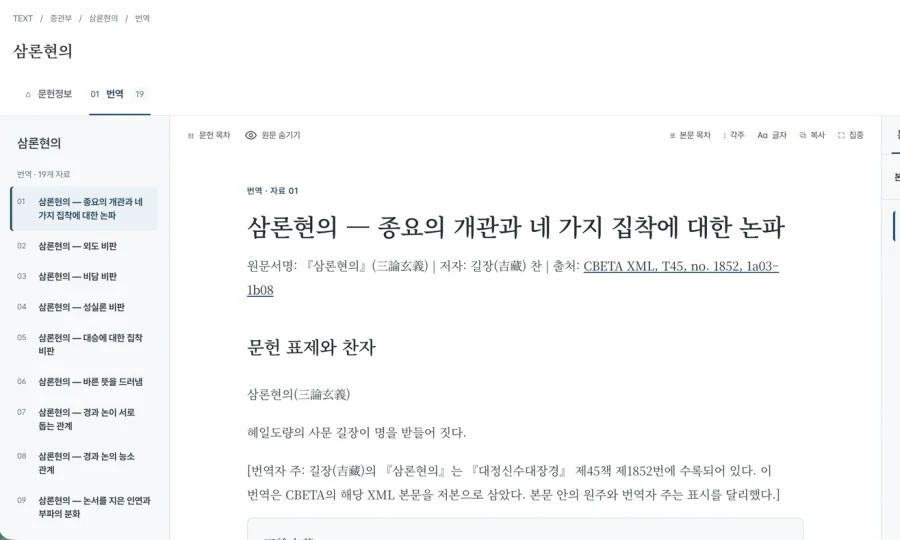 TEXT / 중관부 / 삼론현의 / 번역
삼론현의
문헌정보
01 번역 19
삼론현의
번역 · 19개 자료
01 삼론현의 — 종요의 개관과 네
가지 집착에 대한 논파
02 삼론현의 — 외도 비판
03 삼론현의 — 비담 비판
04 삼론현의 — 성실론 비판
05 삼론현의 — 대승에 대한 집착
비판
06 삼론현의 — 바른 뜻을 드러냄
07 삼론현의 — 경과 논이 서로
돕는 관계
08 삼론현의 — 경과 논의 능소
관계
09 삼론현의 — 논서를 지은 인연과
부파의 분화
문헌 목차
원문 숨기기
본문 목차
각주
Aa 글자
복사
집중
번역 · 자료 01
삼론현의 — 종요의 개관과 네 가지 집착에 대한 논파
원문서명: 『삼론현의』(三論玄義) | 저자: 길장(吉藏) 찬 | 출처: CBETA XML, T45, no. 1852, 1a03–
1b08
문헌 표제와 찬자
삼론현의(三論玄義)
혜일도량의 사문 길장이 명을 받들어 짓다.
[번역자 주: 길장(吉藏)의 『삼론현의』는 『대정신수대장경』 제45책 제1852번에 수록되어 있다. 이
번역은 CBETA의 해당 XML 본문을 저본으로 삼았다. 본문 안의 원주와 번역자 주는 표시를 달리했다.]